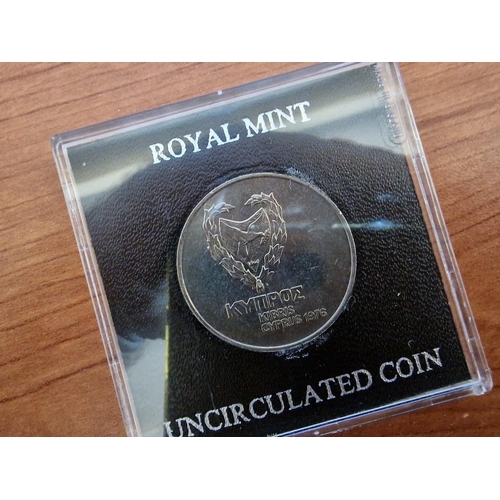 ROYAL MINT
ΚΥΠΡΟΣ
KIBRIS
CYPRUS 1976
UNCIRCULATED COIN